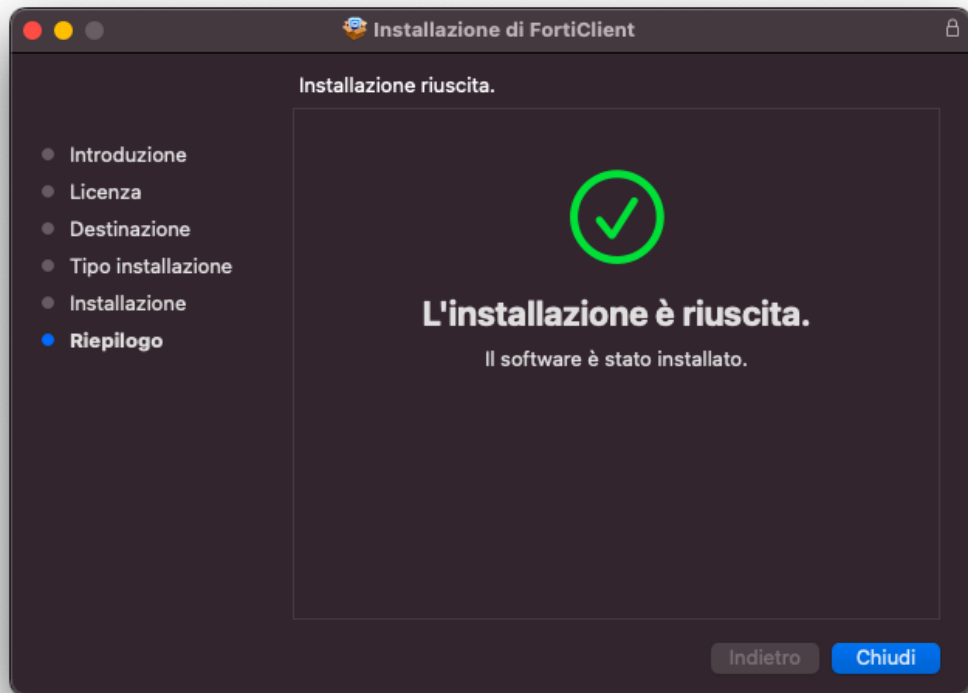 Installazione di FortiClient
Installazione riuscita.
Introduzione
Licenza
Destinazione
Tipo installazione
Installazione
Riepilogo
L'installazione è riuscita.
Il software è stato installato.
Indietro
Chiudi